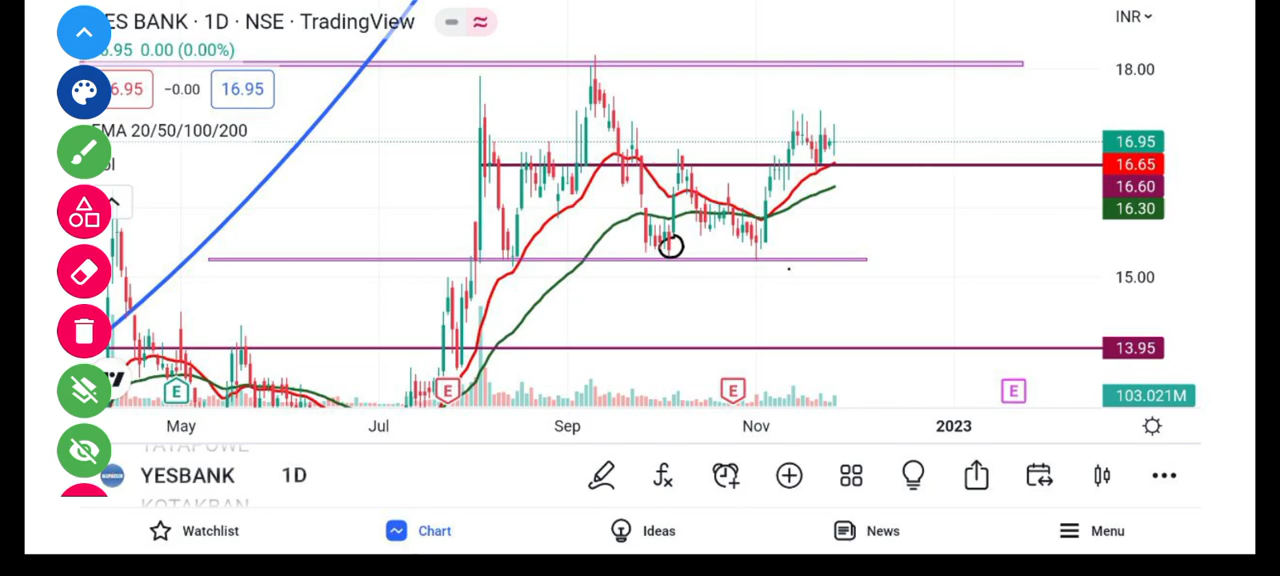 ES BANK · 1D · NSE · TradingView
INR
6.95 0.00 (0.00%)
18.00
6.95 −0.00 16.95
EMA 20/50/100/200
16.95
16.65
16.60
16.30
15.00
13.95
E E E
103.021M
May Jul Sep Nov 2023
YESBANK 1D
Watchlist Chart Ideas News Menu